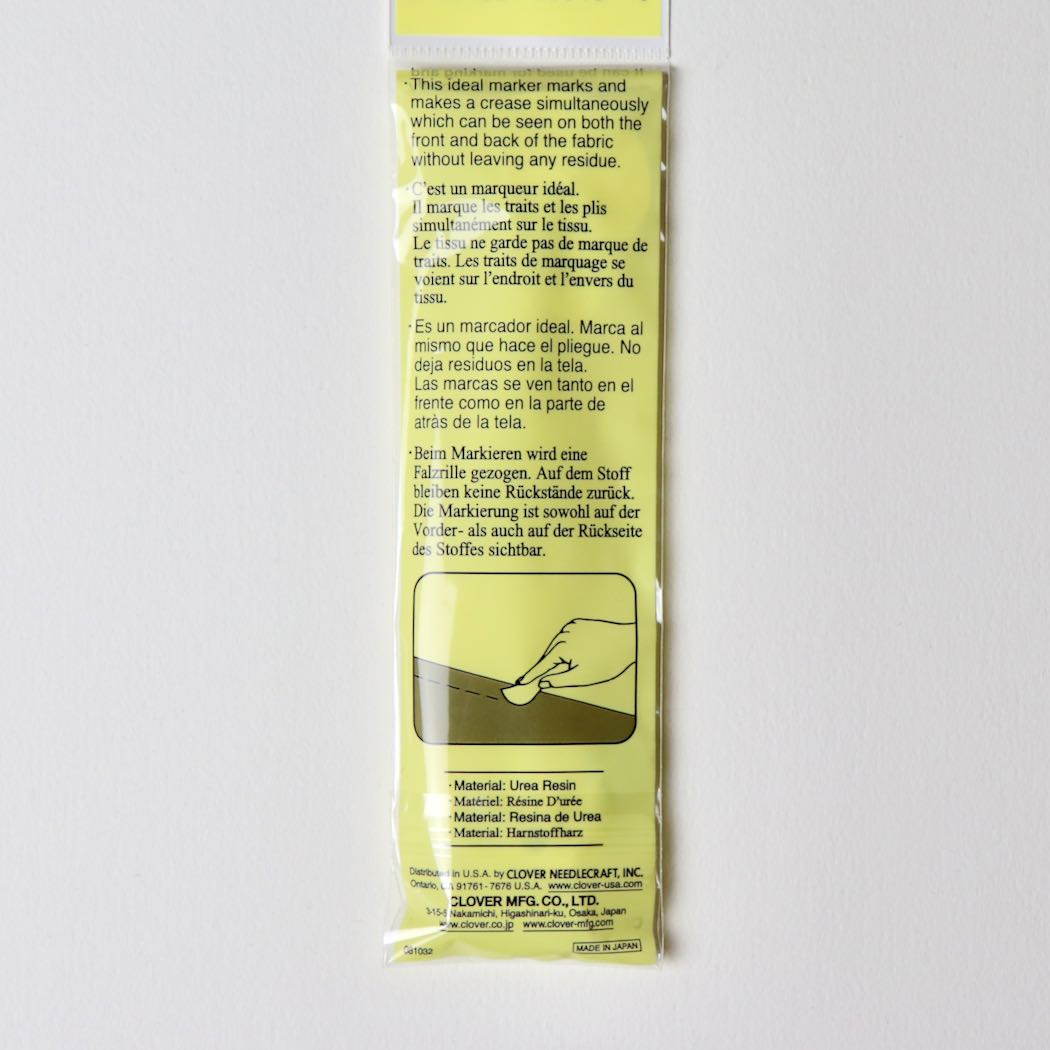 · This ideal marker marks and
makes a crease simultaneously
which can be seen on both the
front and back of the fabric
without leaving any residue.
· C'est un marqueur idéal.
Il marque les traits et les plis
simultanément sur le tissu.
Le tissu ne garde pas de marque de
traits. Les traits de marquage se
voient sur l'endroit et l'envers du
tissu.
· Es un marcador ideal. Marca al
mismo que hace el pliegue. No
deja residuos en la tela.
Las marcas se ven tanto en el
frente como en la parte de
atràs de la tela.
· Beim Markieren wird eine
Falzrille gezogen. Auf dem Stoff
bleiben keine Rückstände zurück.
Die Markierung ist sowohl auf der
Vorder- als auch auf der Rückseite
des Stoffes sichtbar.
· Material: Urea Resin
· Matériel: Résine D'urée
· Material: Resina de Urea
· Material: Harnstoffharz
Distributed in U.S.A. by CLOVER NEEDLECRAFT, INC.
Ontario, CA 91761-7676 U.S.A. www.clover-usa.com
CLOVER MFG. CO., LTD.
Nakamichi, Higashinari-ku, Osaka, Japan
www.clover.co.jp www.clover-mfg.com
MADE IN JAPAN